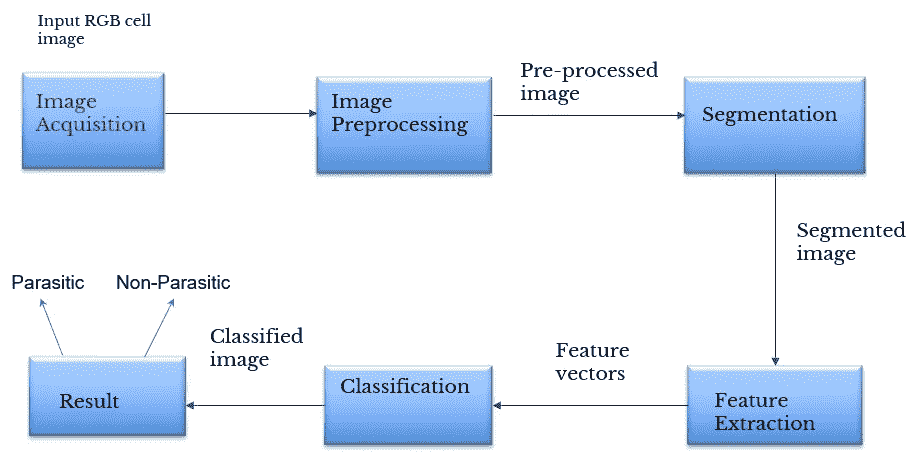 Input RGB cell
image
Image
Acquisition
Image
Preprocessing
Pre-processed
image
Segmentation
Segmented
image
Feature
Extraction
Feature
vectors
Classification
Classified
image
Result
Parasitic
Non-Parasitic